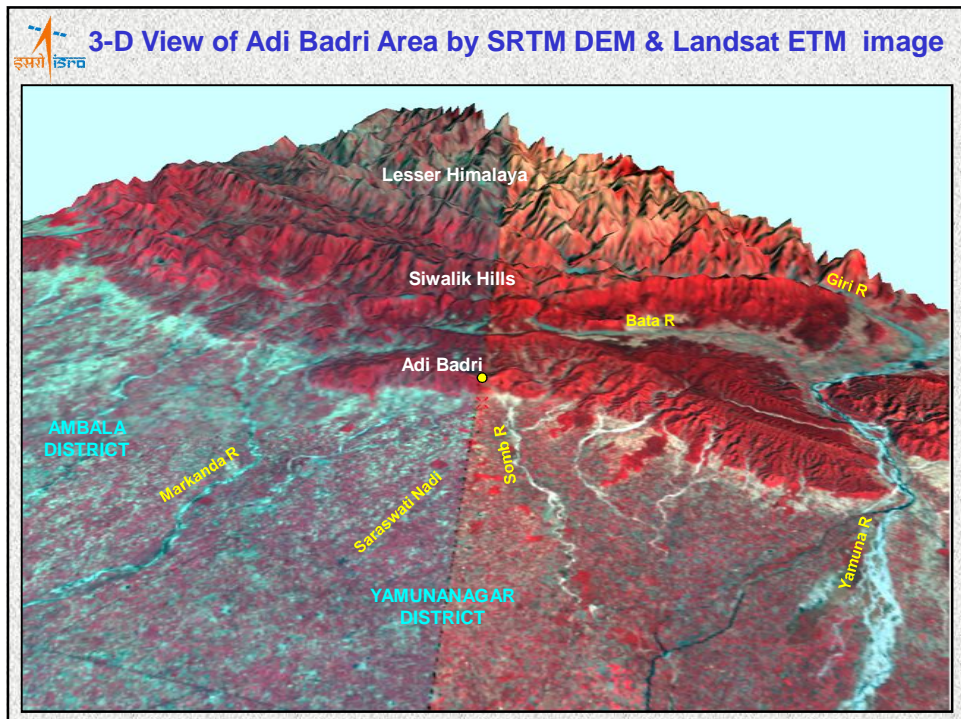 3-D View of Adi Badri Area by SRTM DEM & Landsat ETM image
इसरो isro
Lesser Himalaya
Siwalik Hills
Giri R
Bata R
Adi Badri
AMBALA
DISTRICT
Markanda R
Saraswati Nadi
Somb R
Yamuna R
YAMUNANAGAR
DISTRICT